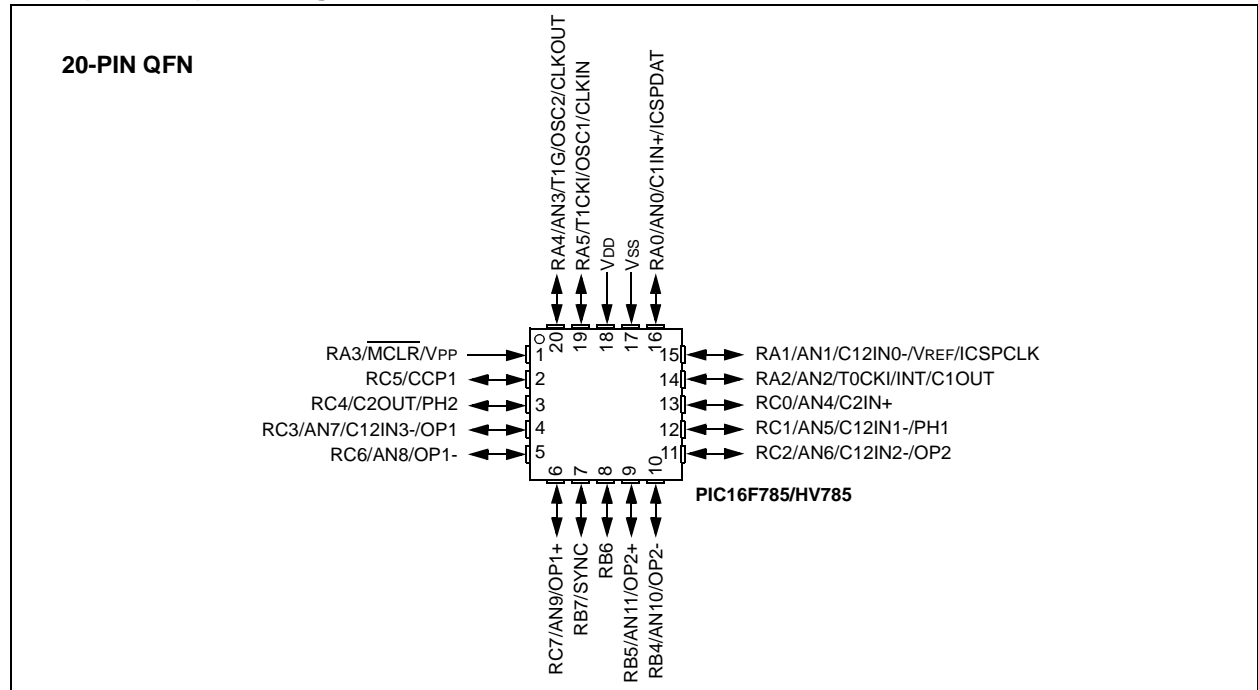 20-PIN QFN
RA4/AN3/T1G/OSC2/CLKOUT
RA5/T1CKI/OSC1/CLKIN
VDD
VSS
RA0/AN0/C1IN+/ICSPDAT
20
19
18
17
16
RA3/MCLR/VPP
1
15
RA1/AN1/C12IN0-/VREF/ICSPCLK
RC5/CCP1
2
14
RA2/AN2/T0CKI/INT/C1OUT
RC4/C2OUT/PH2
3
13
RC0/AN4/C2IN+
RC3/AN7/C12IN3-/OP1
4
12
RC1/AN5/C12IN1-/PH1
RC6/AN8/OP1-
5
11
RC2/AN6/C12IN2-/OP2
6
7
8
9
10
PIC16F785/HV785
RC7/AN9/OP1+
RB7/SYNC
RB6
RB5/AN11/OP2+
RB4/AN10/OP2-